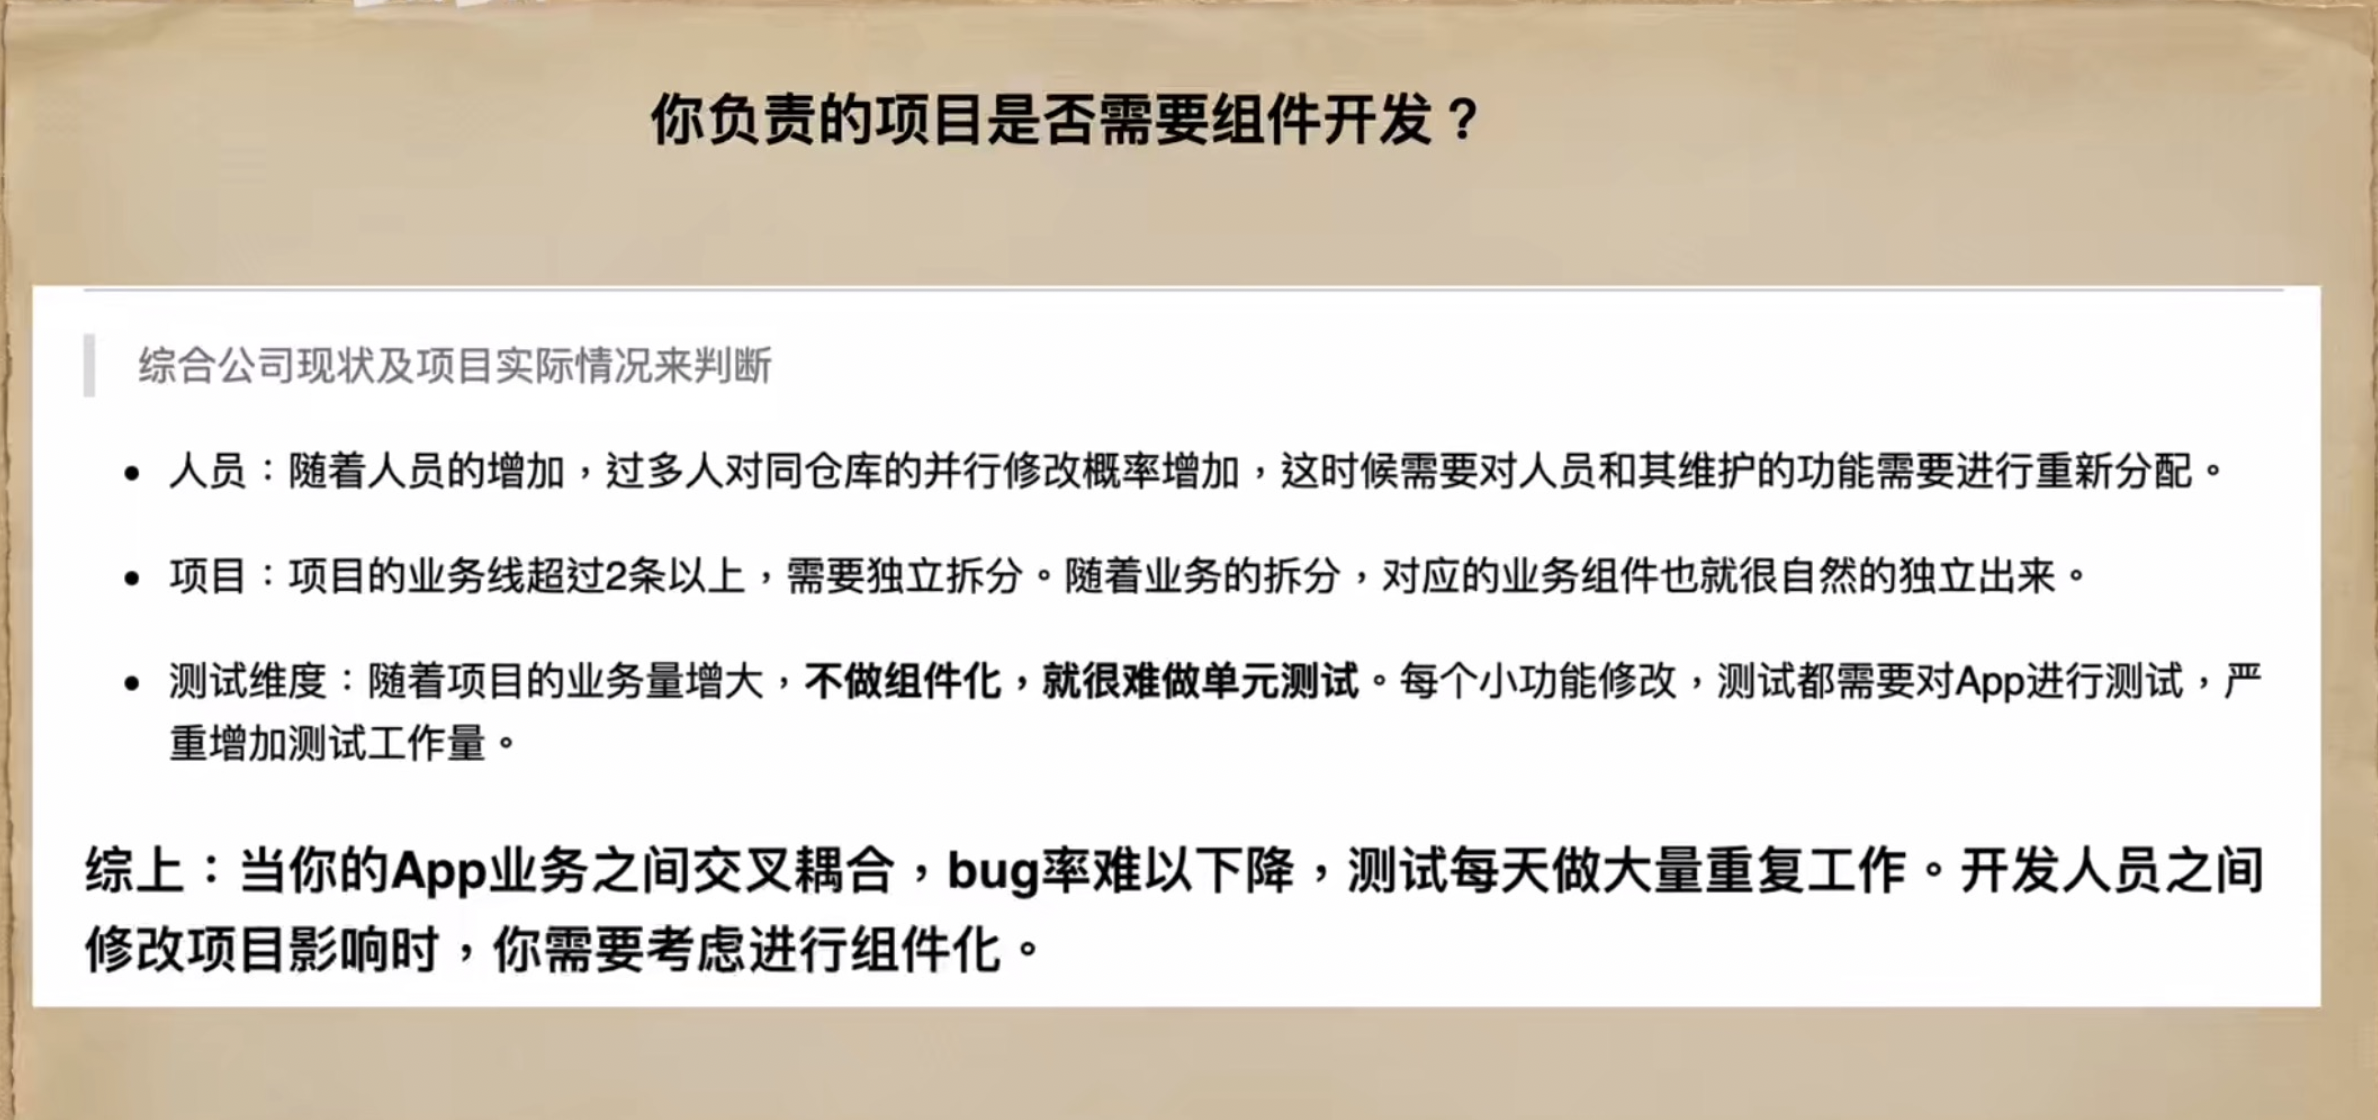 你负责的项目是否需要组件开发？
综合公司现状及项目实际情况来判断
• 人员：随着人员的增加，过多人对同仓库的并行修改概率增加，这时候需要对人员和其维护的功能需要进行重新分配。
• 项目：项目的业务线超过2条以上，需要独立拆分。随着业务的拆分，对应的业务组件也就很自然的独立出来。
• 测试维度：随着项目的业务量增大，不做组件化，就很难做单元测试。每个小功能修改，测试都需要对App进行测试，严
重增加测试工作量。
综上：当你的App业务之间交叉耦合，bug率难以下降，测试每天做大量重复工作。开发人员之间
修改项目影响时，你需要考虑进行组件化。